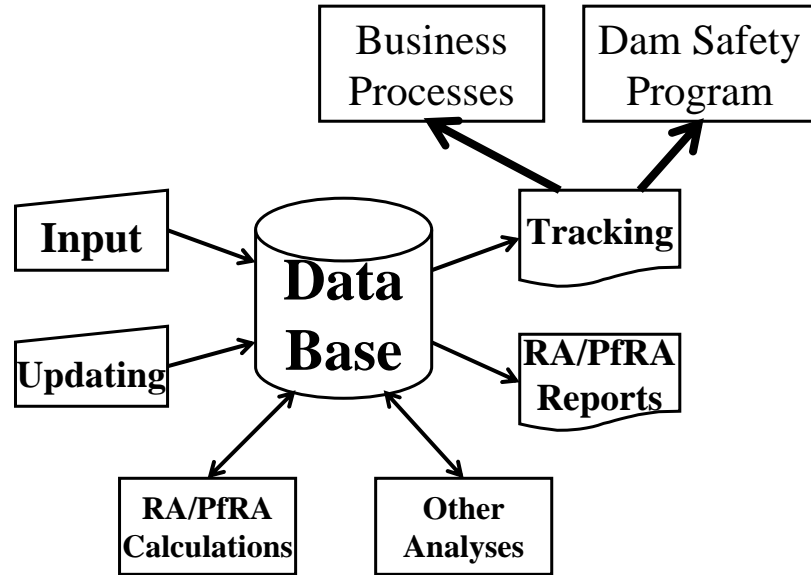 Business
Processes
Dam Safety
Program
Input
Data
Base
Tracking
Updating
RA/PfRA
Reports
RA/PfRA
Calculations
Other
Analyses